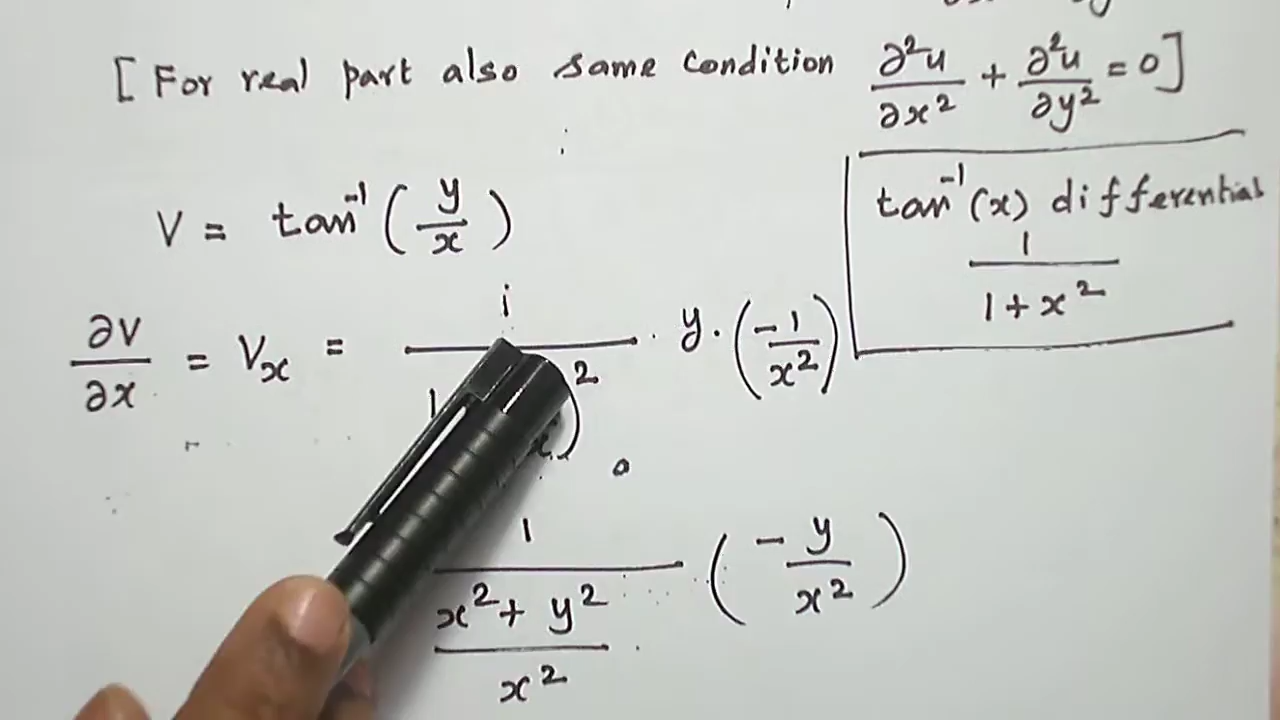 [ For real part also same condition ∂²u/∂x² + ∂²u/∂y² = 0 ]
V = tan⁻¹ (y/x)
tan⁻¹(x) differential
1/(1 + x²)
∂V/∂x = Vₓ = 1/(1 x)² · y · (-1/x²)
1/((x² + y²)/x²) (-y/x²)